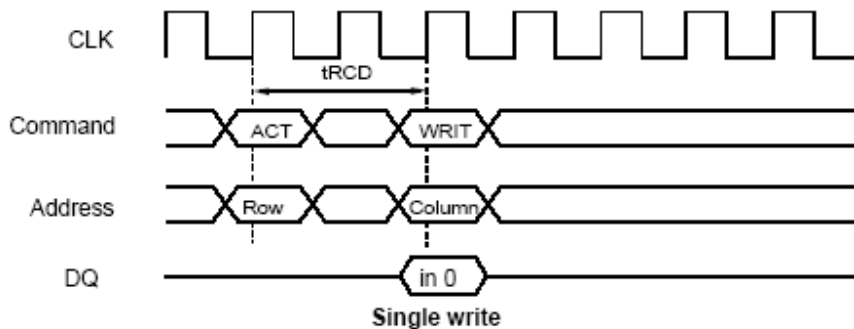 CLK
tRCD
Command ACT WRIT
Address Row Column
DQ in 0
Single write